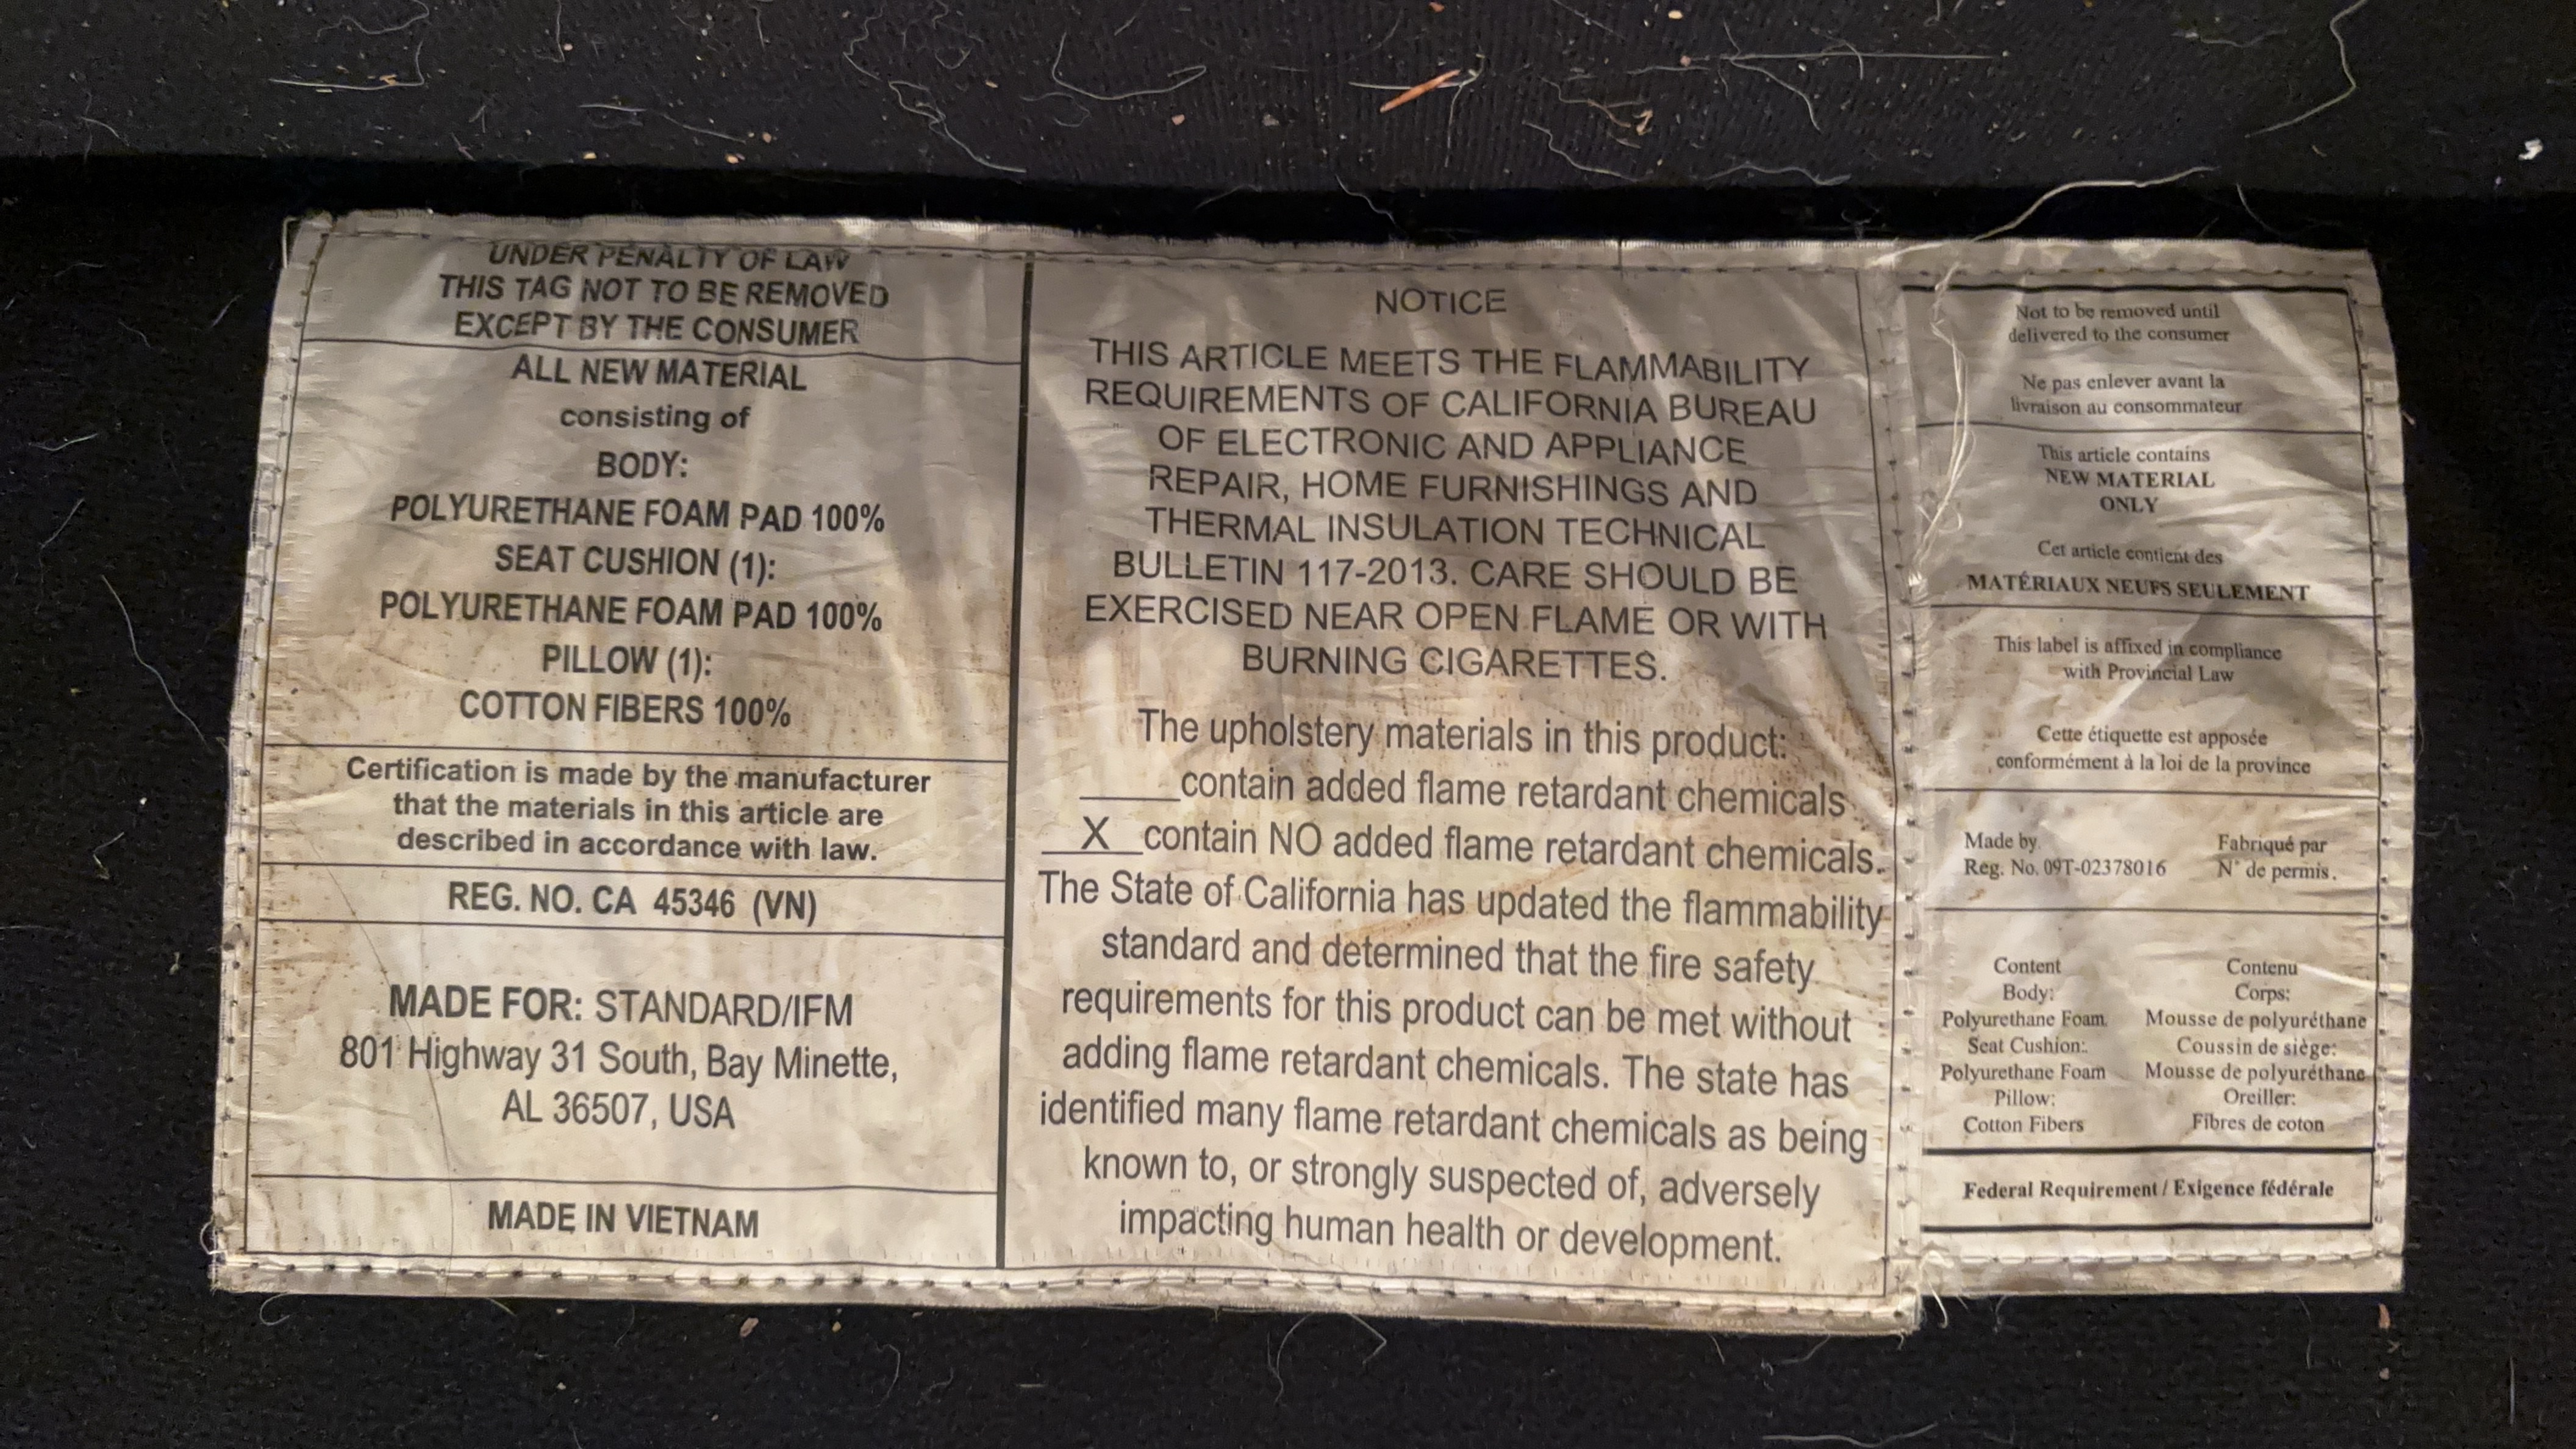 UNDER PENALTY OF LAW
THIS TAG NOT TO BE REMOVED
EXCEPT BY THE CONSUMER
ALL NEW MATERIAL
consisting of
BODY:
POLYURETHANE FOAM PAD 100%
SEAT CUSHION (1):
POLYURETHANE FOAM PAD 100%
PILLOW (1):
COTTON FIBERS 100%
Certification is made by the manufacturer
that the materials in this article are
described in accordance with law.
REG. NO. CA 45346 (VN)
MADE FOR: STANDARD/IFM
801 Highway 31 South, Bay Minette,
AL 36507, USA
MADE IN VIETNAM
NOTICE
THIS ARTICLE MEETS THE FLAMMABILITY
REQUIREMENTS OF CALIFORNIA BUREAU
OF ELECTRONIC AND APPLIANCE
REPAIR, HOME FURNISHINGS AND
THERMAL INSULATION TECHNICAL
BULLETIN 117-2013. CARE SHOULD BE
EXERCISED NEAR OPEN FLAME OR WITH
BURNING CIGARETTES.
The upholstery materials in this product:
_____contain added flame retardant chemicals
__X__contain NO added flame retardant chemicals.
The State of California has updated the flammability
standard and determined that the fire safety
requirements for this product can be met without
adding flame retardant chemicals. The state has
identified many flame retardant chemicals as being
known to, or strongly suspected of, adversely
impacting human health or development.
Not to be removed until
delivered to the consumer
Ne pas enlever avant la
livraison au consommateur
This article contains
NEW MATERIAL
ONLY
Cet article contient des
MATÉRIAUX NEUFS SEULEMENT
This label is affixed in compliance
with Provincial Law
Cette étiquette est apposée
conformément à la loi de la province
Made by Fabriqué par
Reg. No. 09T-02378016 N° de permis.
Content Contenu
Body: Corps:
Polyurethane Foam Mousse de polyuréthane
Seat Cushion: Coussin de siège:
Polyurethane Foam Mousse de polyuréthane
Pillow: Oreiller:
Cotton Fibers Fibres de coton
Federal Requirement / Exigence fédérale